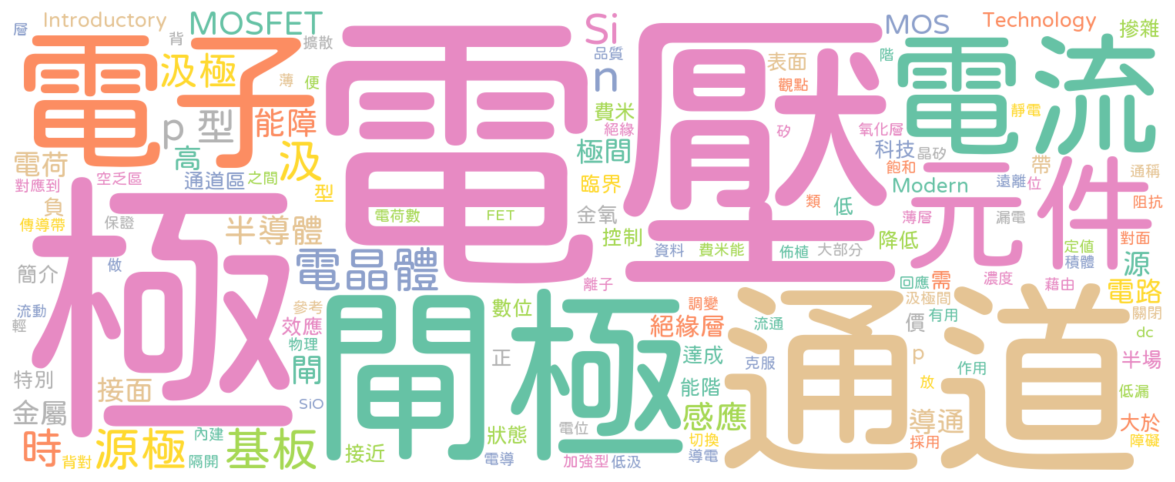 層
Introductory
背
MOSFET
擴散
電子
汲極
薄
便
p
型
能障
電壓
Si
品質
n
費米
絕緣
表面
觀點
矽
MOS
Technology
摻雜
階
電流
靜電
氧化層
科技
晶矽
飽和
帶
通稱
Modern
遠離
位
阻抗
類
低
薄層
漏電
元件
電荷
高
汲
對應到
空乏區
通道區
之間
型
負
傳導帶
保證
做
半導體
極間
臨界
金氧
控制
電荷數
FET
資料
費米能
佈植
大部分
降低
對面
定值
積體
源
極
簡介
電晶體
離子
回應
需
濃度
藉由
電路
流動
輕
參考
效應
物理
閘極
數位
調變
絕緣層
流通
通道
汲極間
有用
價
關閉
dc
閘
正
達成
克服
p
作用
半場
特別
接面
SiO
能階
放
低漏
金屬
感應
導通
大於
時
背對
源極
內建
隔開
基板
接近
狀態
電導
電位
加強型
低汲
切換
導電
採用
障礙